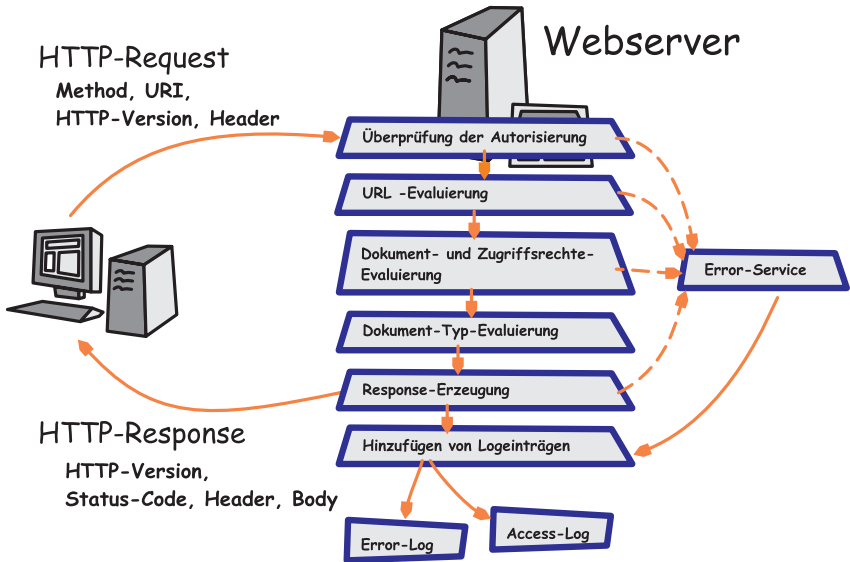 Webserver
HTTP-Request
Method, URI,
HTTP-Version, Header
Überprüfung der Autorisierung
URL -Evaluierung
Dokument- und Zugriffsrechte-
Evaluierung
Error-Service
Dokument-Typ-Evaluierung
Response-Erzeugung
Hinzufügen von Logeinträgen
HTTP-Response
HTTP-Version,
Status-Code, Header, Body
Error-Log
Access-Log